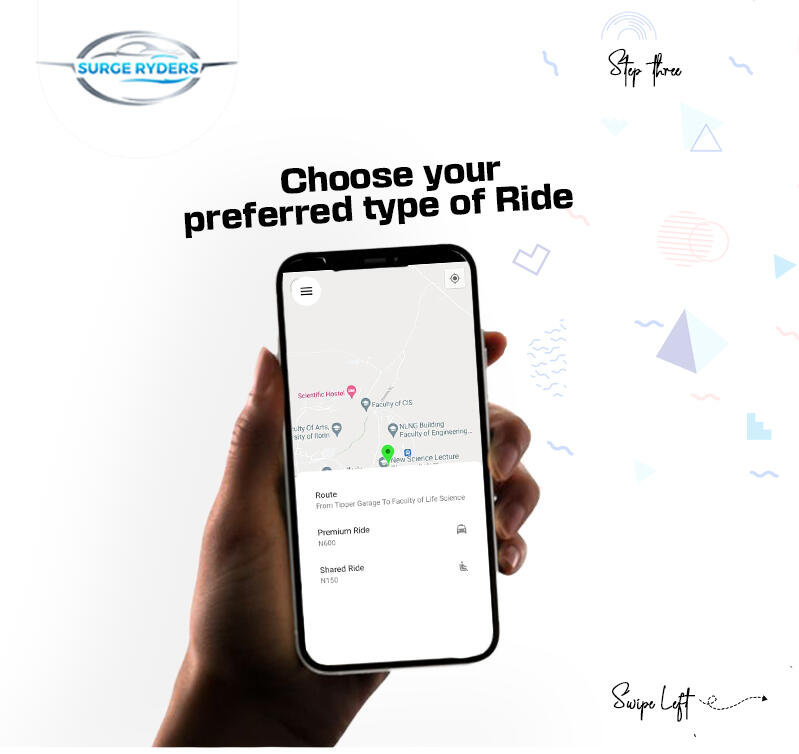 SURGE RYDERS
Step three
Choose your
preferred type of Ride
Scientific Hostel
Faculty of CIS
ulty Of Arts,
sity of Ilorin
NLNG Building
Faculty of Engineering...
New Science Lecture
Route
From Tipper Garage To Faculty of Life Science
Premium Ride
N600
Shared Ride
N150
Swipe Left